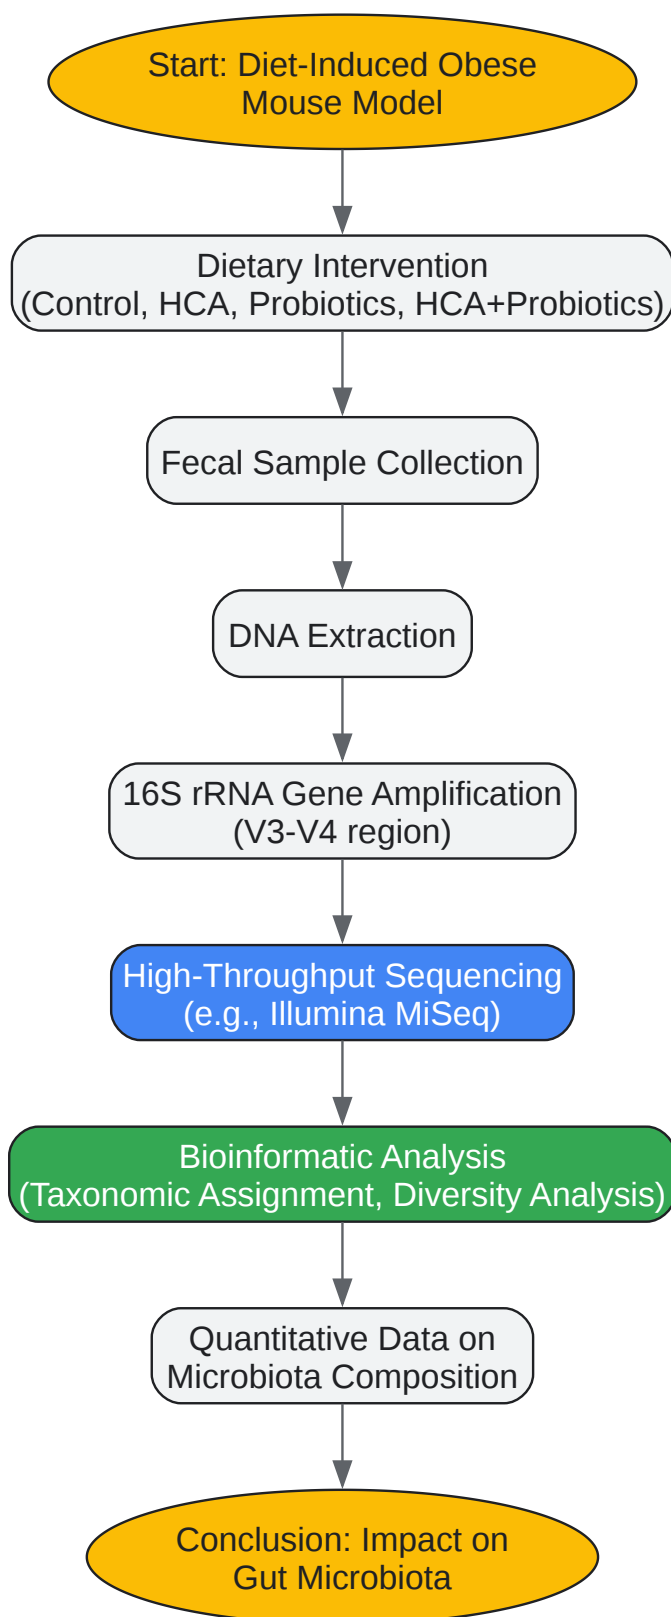 Start: Diet-Induced Obese
Mouse Model
Dietary Intervention
(Control, HCA, Probiotics, HCA+Probiotics)
Fecal Sample Collection
DNA Extraction
16S rRNA Gene Amplification
(V3-V4 region)
High-Throughput Sequencing
(e.g., Illumina MiSeq)
Bioinformatic Analysis
(Taxonomic Assignment, Diversity Analysis)
Quantitative Data on
Microbiota Composition
Conclusion: Impact on
Gut Microbiota